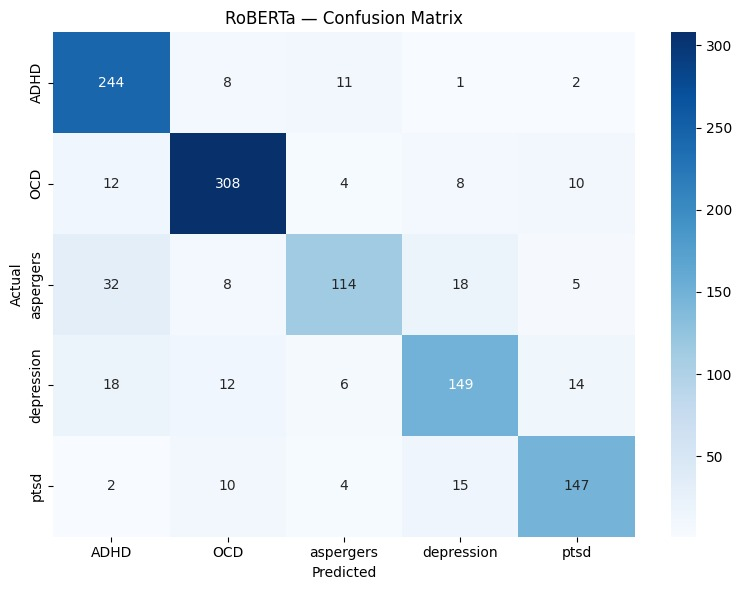 RoBERTa — Confusion Matrix
ADHD 244 8 11 1 2
OCD 12 308 4 8 10
aspergers 32 8 114 18 5
depression 18 12 6 149 14
ptsd 2 10 4 15 147
Actual
ADHD OCD aspergers depression ptsd
Predicted
300
250
200
150
100
50